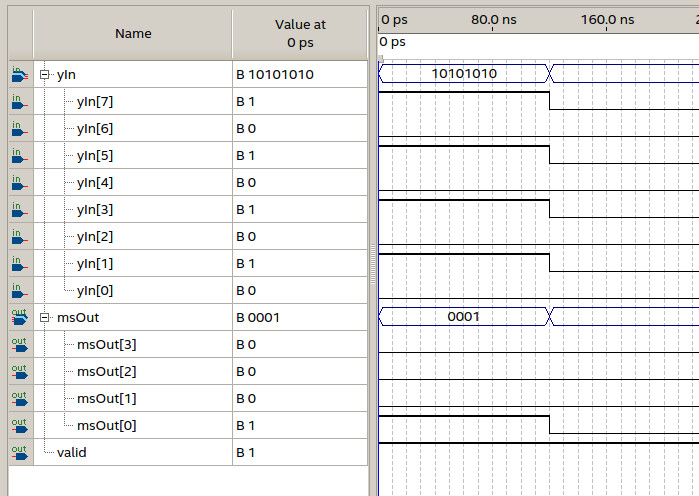 Name
Value at
0 ps
0 ps 80.0 ns 160.0 ns 2
0 ps
in yIn B 10101010 10101010
in yIn[7] B 1
in yIn[6] B 0
in yIn[5] B 1
in yIn[4] B 0
in yIn[3] B 1
in yIn[2] B 0
in yIn[1] B 1
in yIn[0] B 0
out msOut B 0001 0001
out msOut[3] B 0
out msOut[2] B 0
out msOut[1] B 0
out msOut[0] B 1
out valid B 1